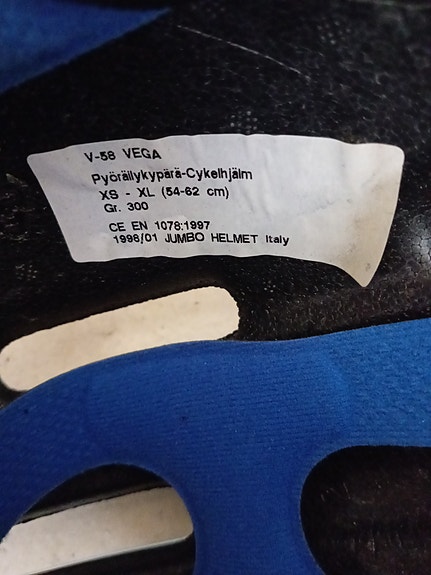 V-58 VEGA
Pyöräilykypärä-Cykelhjälm
XS - XL (54-62 cm)
Gr. 300
CE EN 1078:1997
1998/01 JUMBO HELMET Italy